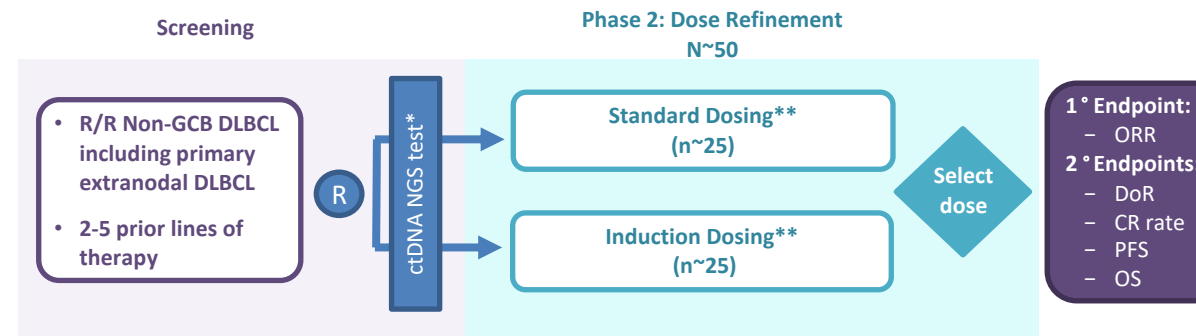 Screening
Phase 2: Dose Refinement
N~50
• R/R Non-GCB DLBCL
including primary
extranodal DLBCL
• 2-5 prior lines of
therapy
R
ctDNA NGS test*
Standard Dosing**
(n~25)
Induction Dosing**
(n~25)
Select
dose
1° Endpoint:
– ORR
2° Endpoints
– DoR
– CR rate
– PFS
– OS